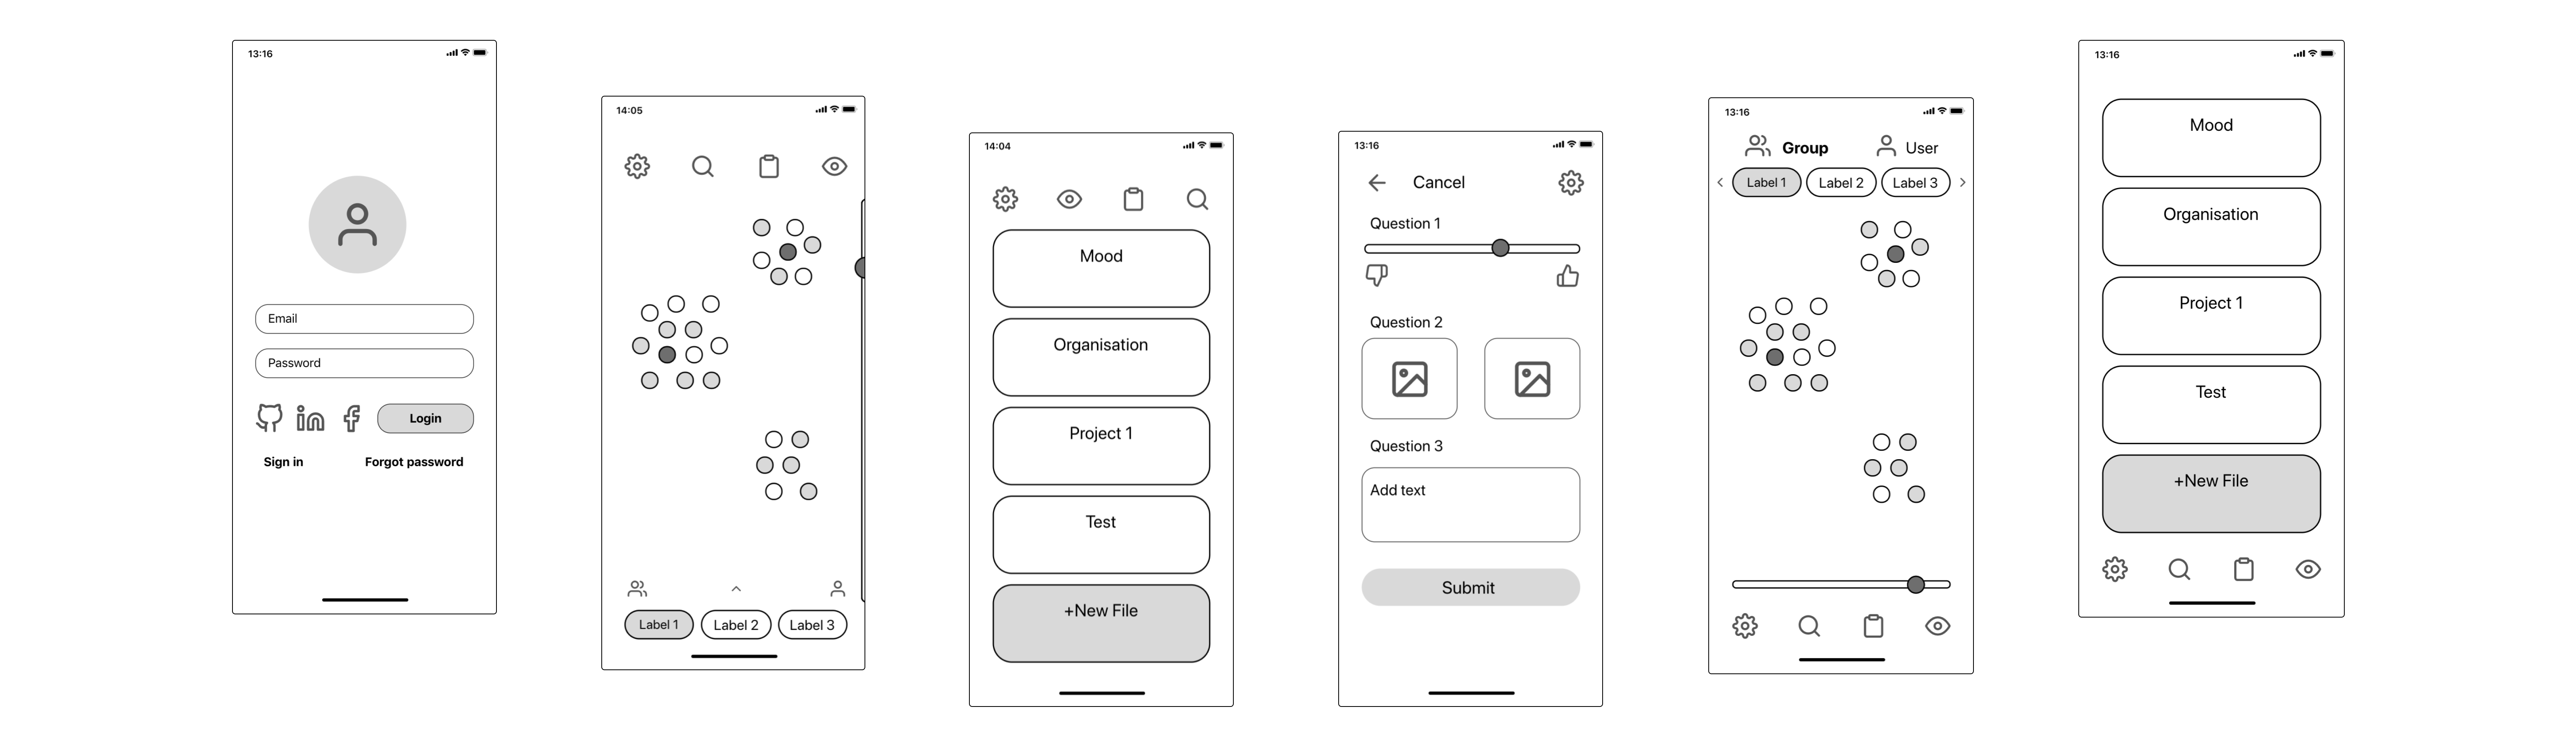 13:16
Email
Password
Login
Sign in
Forgot password
14:05
Label 1
Label 2
Label 3
14:04
Mood
Organisation
Project 1
Test
+New File
13:16
Cancel
Question 1
Question 2
Question 3
Add text
Submit
13:16
Group
User
Label 1
Label 2
Label 3
13:16
Mood
Organisation
Project 1
Test
+New File